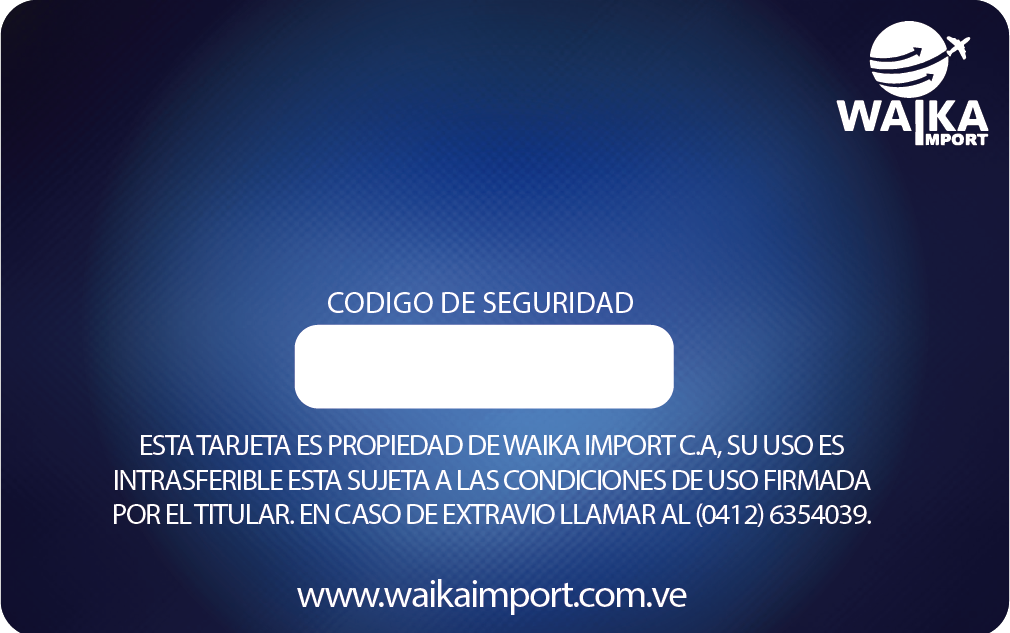 WAIKA
IMPORT
CODIGO DE SEGURIDAD
ESTA TARJETA ES PROPIEDAD DE WAIKA IMPORT C.A, SU USO ES
INTRASFERIBLE ESTA SUJETA A LAS CONDICIONES DE USO FIRMADA
POR EL TITULAR. EN CASO DE EXTRAVIO LLAMAR AL (0412) 6354039.
www.waikaimport.com.ve